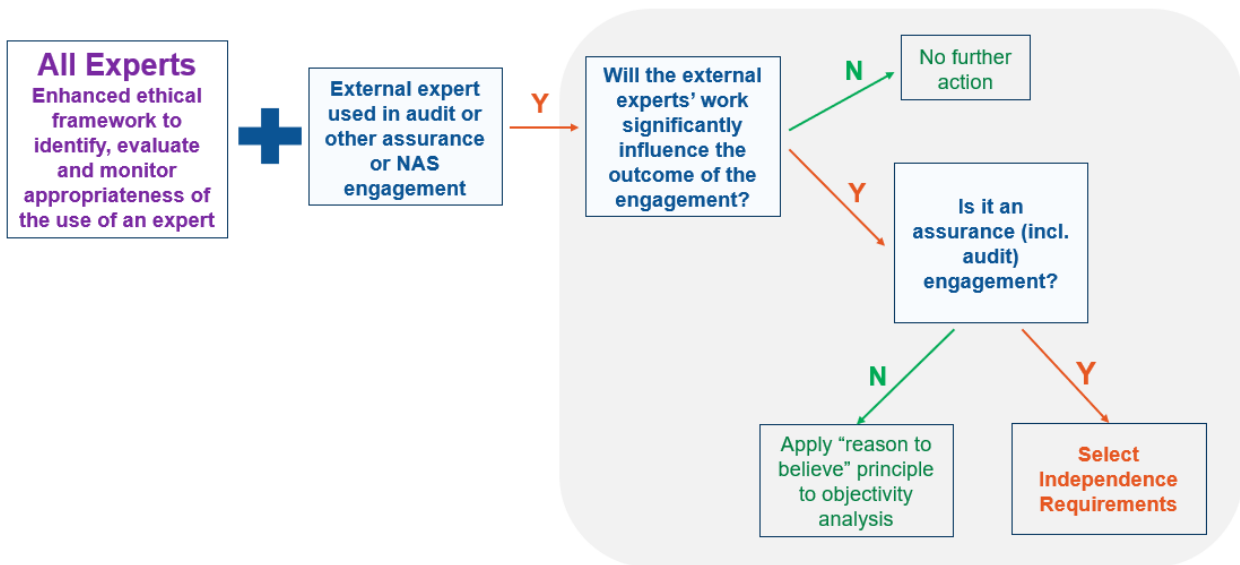 All Experts
Enhanced ethical
framework to
identify, evaluate
and monitor
appropriateness of
the use of an expert
External expert
used in audit or
other assurance
or NAS
engagement
Y
Will the external
experts’ work
significantly
influence the
outcome of the
engagement?
N
No further
action
Y
Is it an
assurance (incl.
audit)
engagement?
N
Apply “reason to
believe” principle
to objectivity
analysis
Y
Select
Independence
Requirements